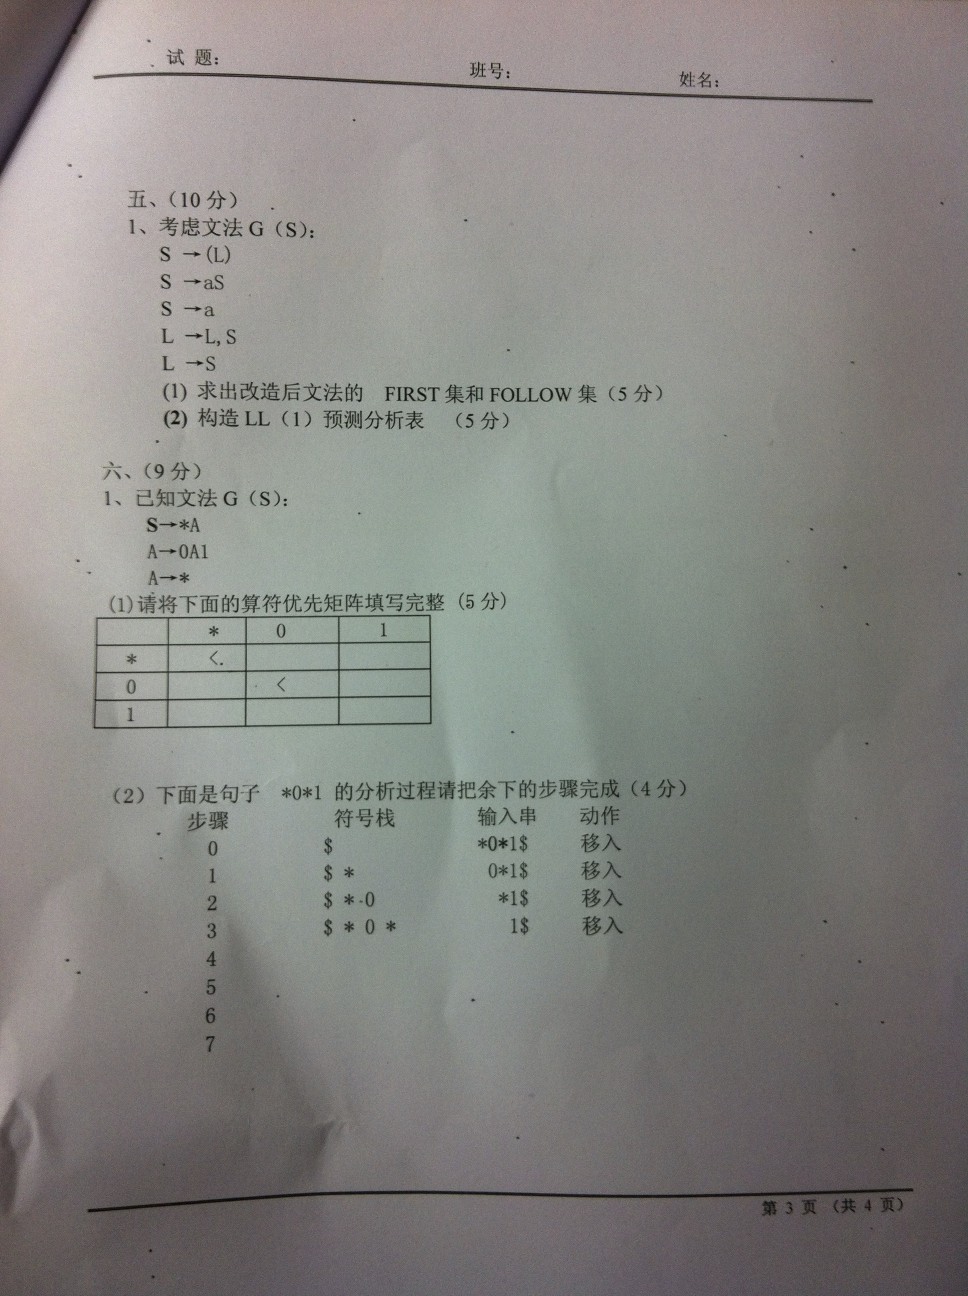 试 题: 班号: 姓名:
五、(10 分)
1、考虑文法 G（S）:
S →(L)
S →aS
S →a
L →L, S
L →S
(1) 求出改造后文法的 FIRST 集和 FOLLOW 集（5 分）
(2) 构造 LL（1）预测分析表 （5 分）
六、(9 分)
1、已知文法 G（S）:
S→*A
A→0A1
A→*
(1)请将下面的算符优先矩阵填写完整 (5 分)
* 0 1
* <.
0 <
1
（2）下面是句子 *0*1 的分析过程请把余下的步骤完成（4 分）
步骤 符号栈 输入串 动作
0 $ *0*1$ 移入
1 $ * 0*1$ 移入
2 $ * 0 *1$ 移入
3 $ * 0 * 1$ 移入
4
5
6
7
第 3 页 （共 4 页）